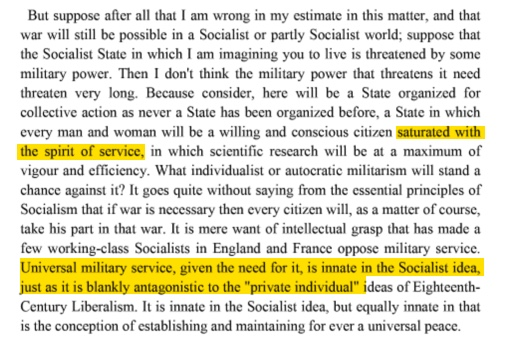 But suppose after all that I am wrong in my estimate in this matter, and that
war will still be possible in a Socialist or partly Socialist world; suppose that
the Socialist State in which I am imagining you to live is threatened by some
military power. Then I don't think the military power that threatens it need
threaten very long. Because consider, here will be a State organized for
collective action as never a State has been organized before, a State in which
every man and woman will be a willing and conscious citizen saturated with
the spirit of service, in which scientific research will be at a maximum of
vigour and efficiency. What individualist or autocratic militarism will stand a
chance against it? It goes quite without saying from the essential principles of
Socialism that if war is necessary then every citizen will, as a matter of course,
take his part in that war. It is mere want of intellectual grasp that has made a
few working-class Socialists in England and France oppose military service.
Universal military service, given the need for it, is innate in the Socialist idea,
just as it is blankly antagonistic to the "private individual" ideas of Eighteenth-
Century Liberalism. It is innate in the Socialist idea, but equally innate in that
is the conception of establishing and maintaining for ever a universal peace.